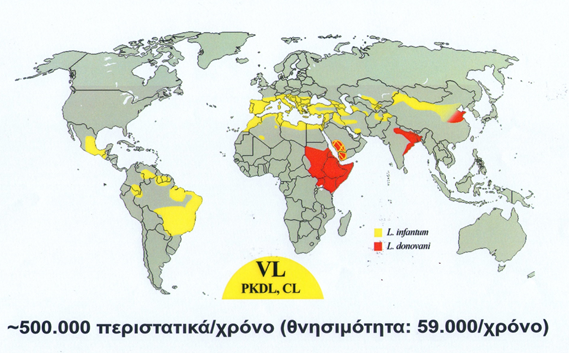 L. infantum
L. donovani
VL
PKDL, CL
~500.000 περιστατικά/χρόνο (θνησιμότητα: 59.000/χρόνο)